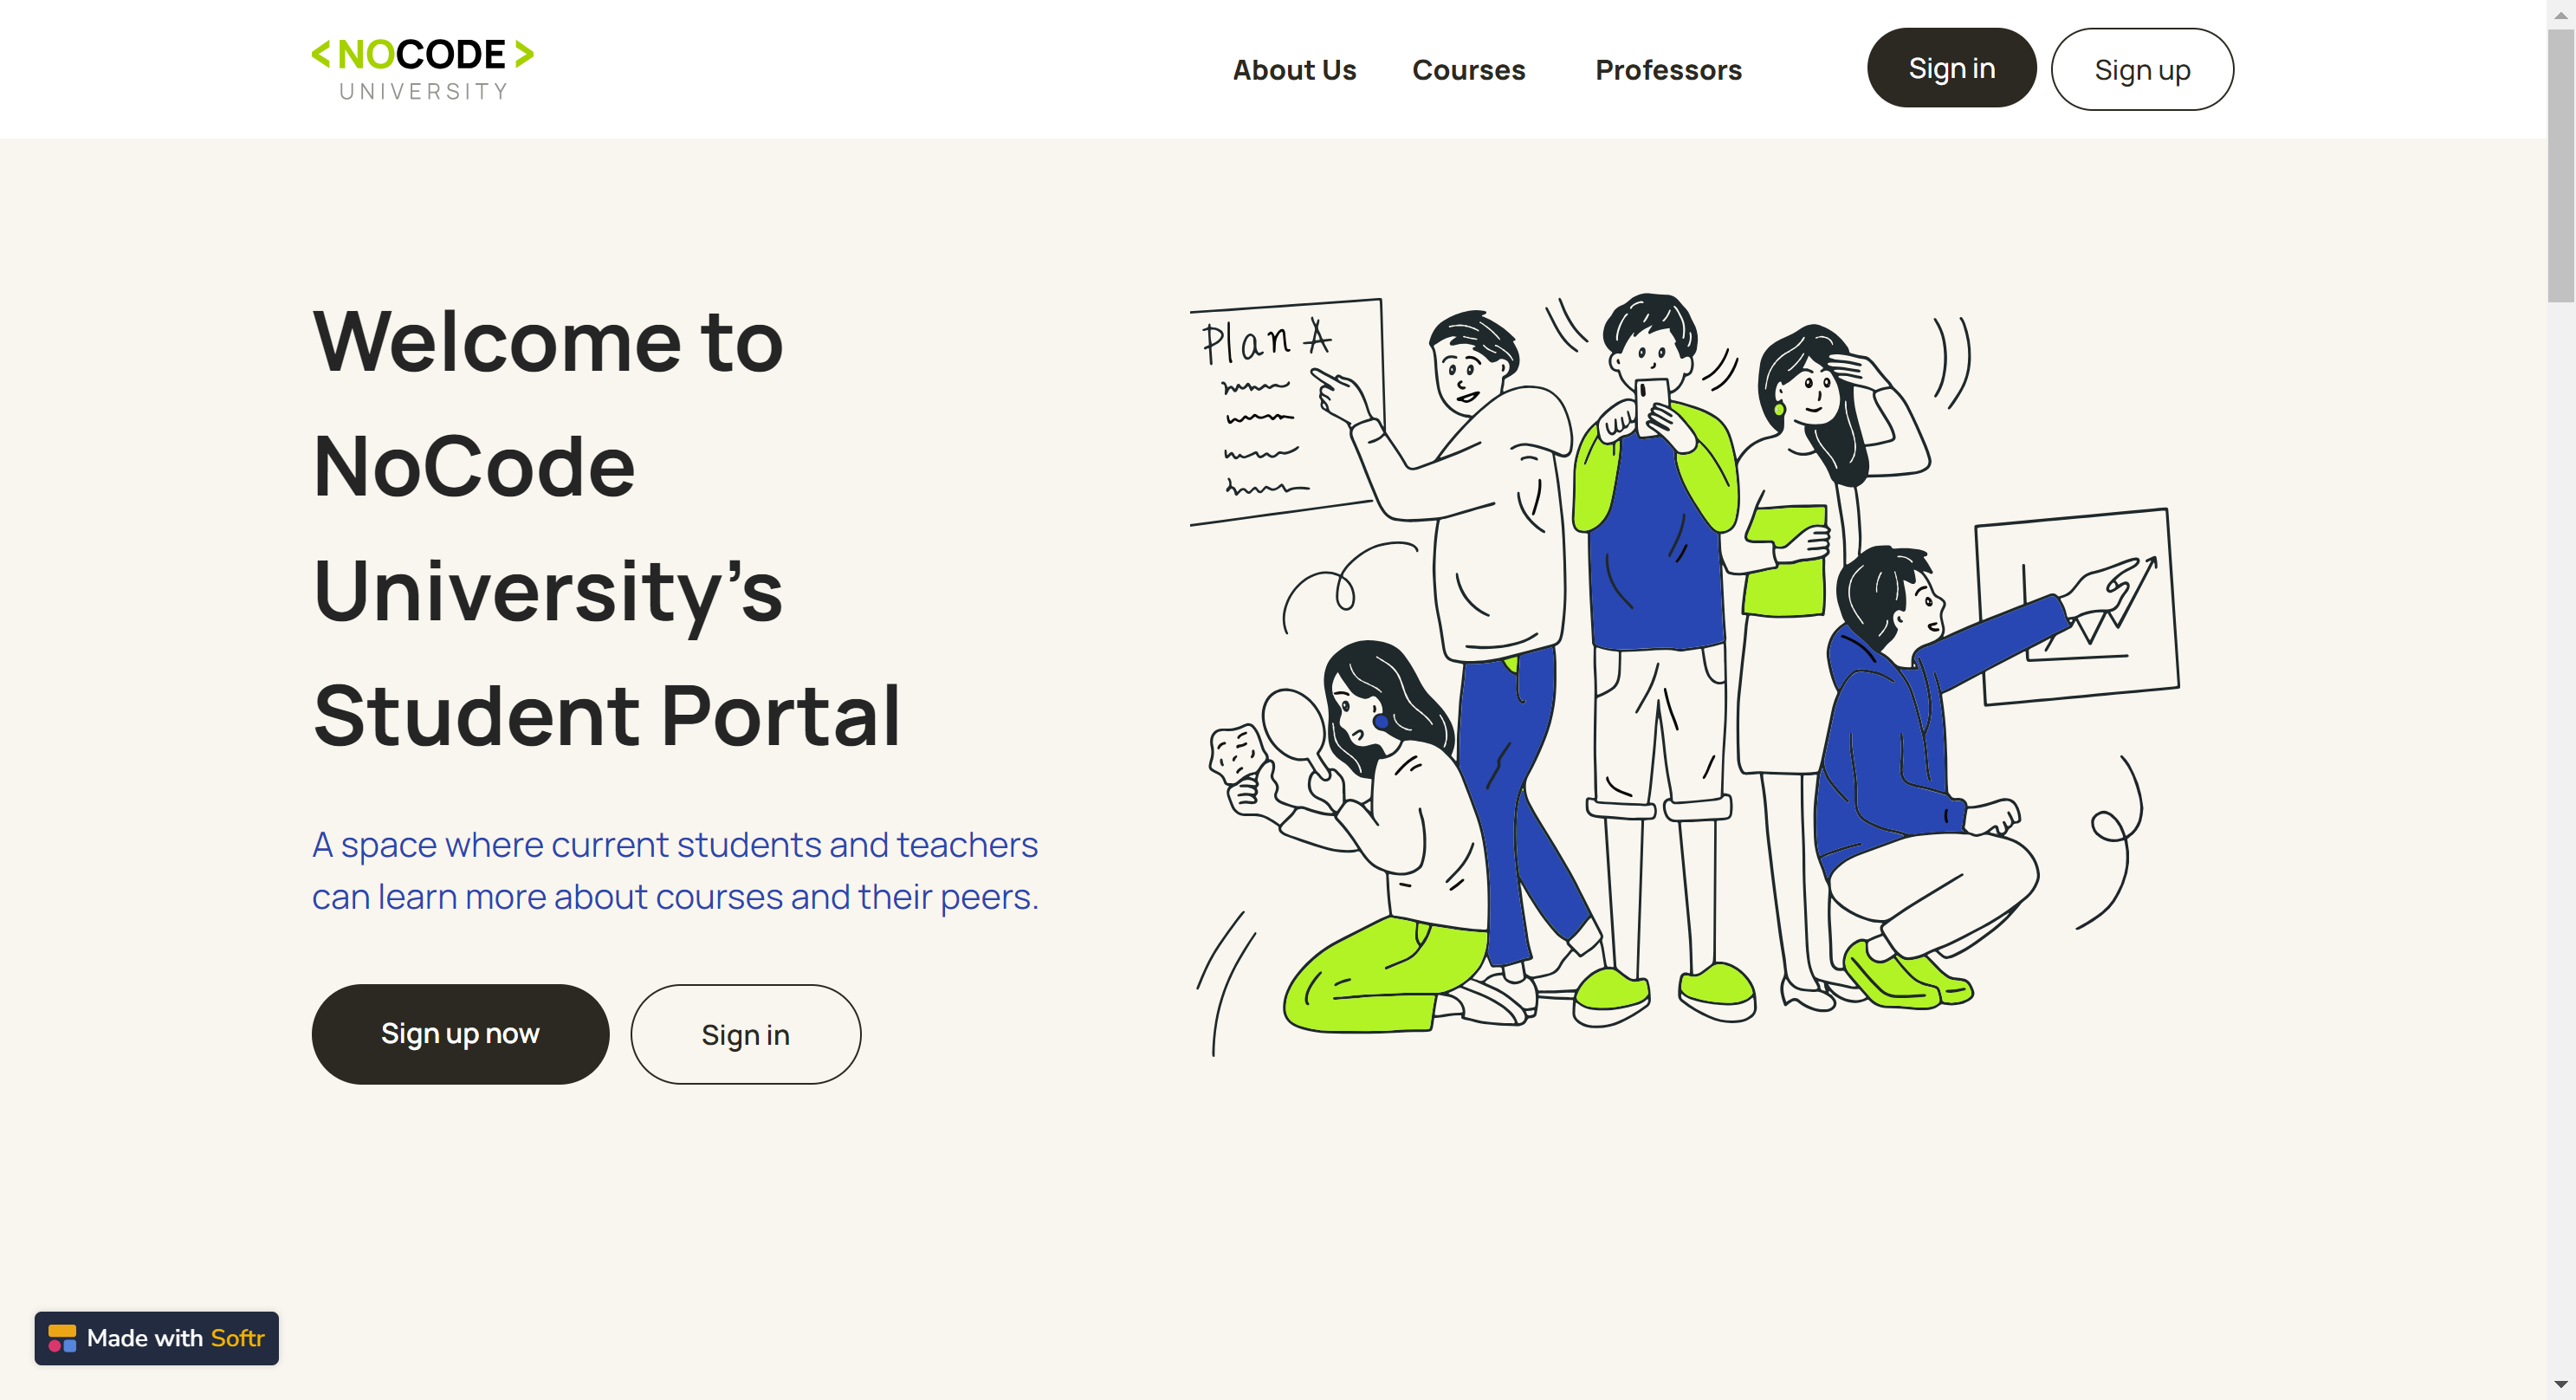 <NOCODE>
UNIVERSITY
About Us
Courses
Professors
Sign in
Sign up
Welcome to
NoCode
University’s
Student Portal
A space where current students and teachers
can learn more about courses and their peers.
Sign up now
Sign in
Plan A
Made with Softr